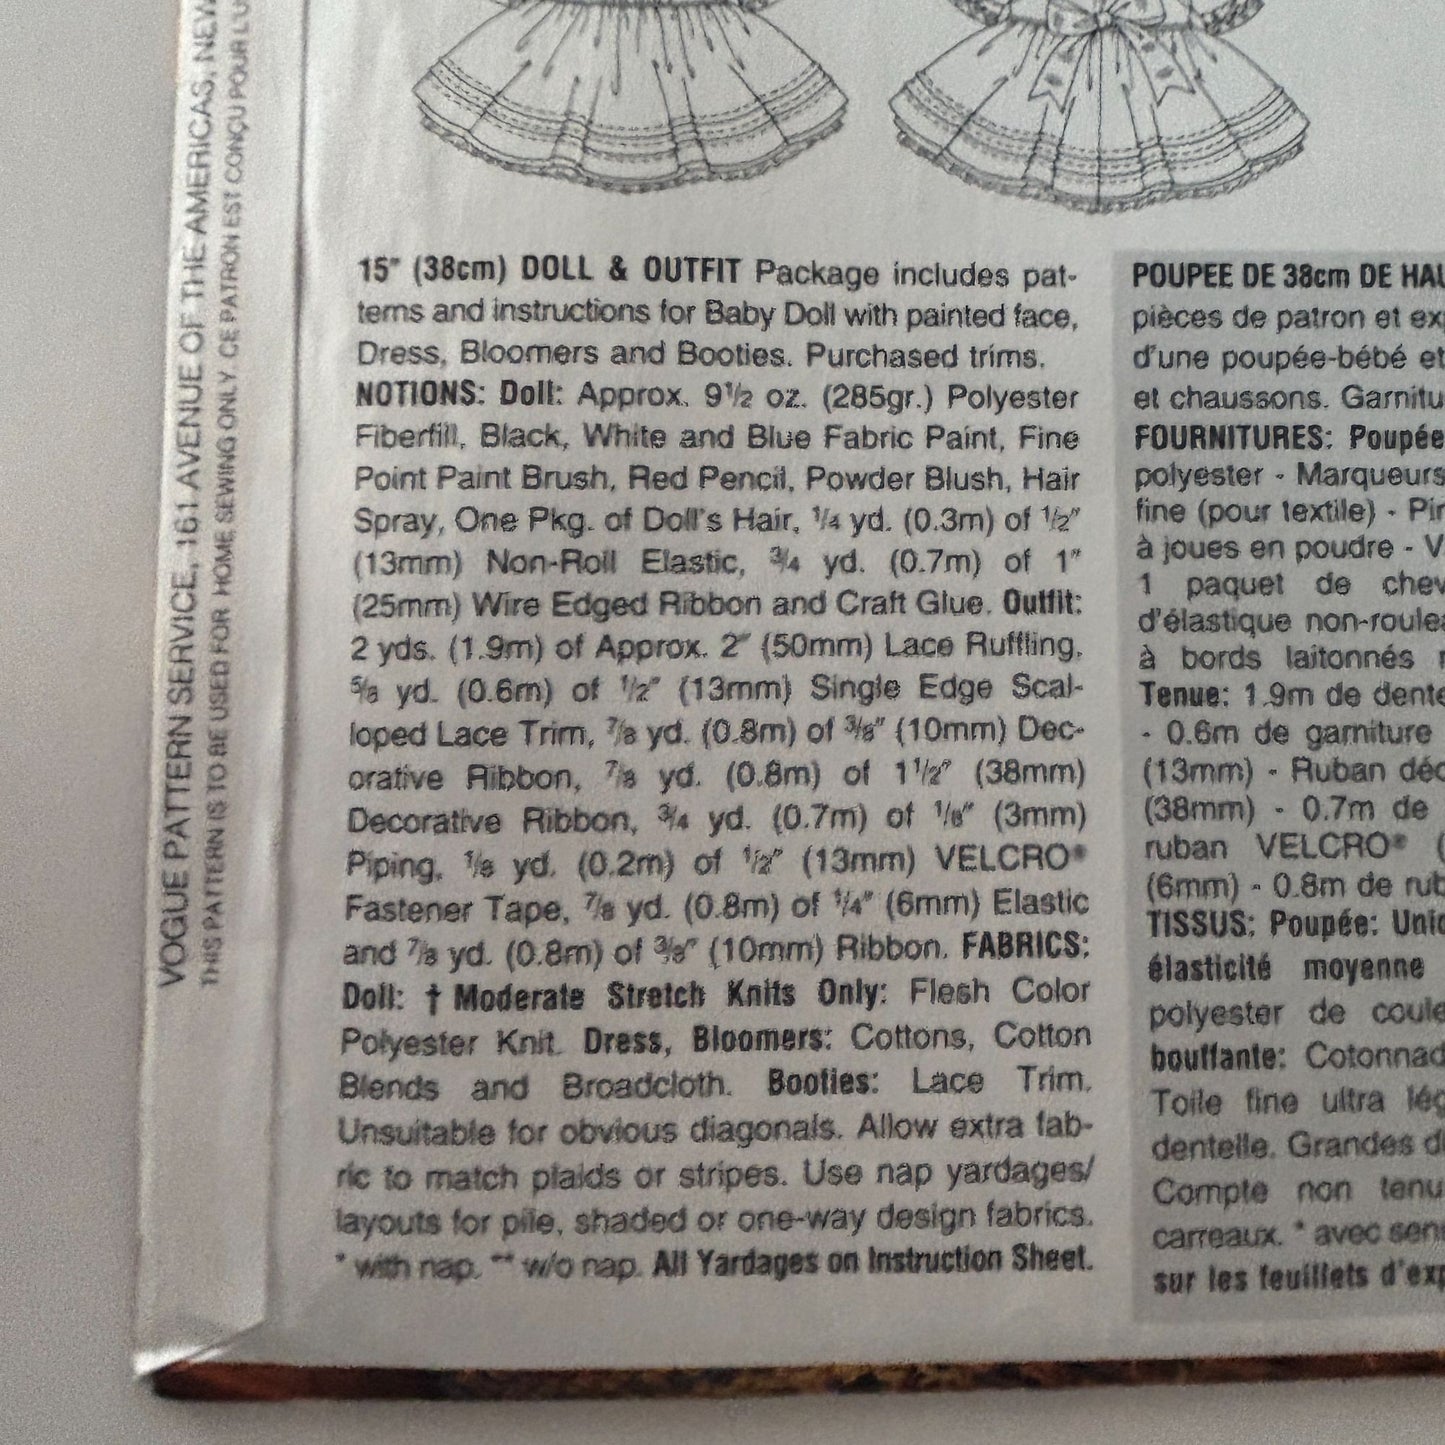 VOGUE PATTERN SERVICE, 161 AVENUE OF THE AMERICAS, NEW
THIS PATTERN IS TO BE USED FOR HOME SEWING ONLY. CE PATRON EST CONÇU POUR L'U
15" (38cm) DOLL & OUTFIT Package includes pat-
terns and instructions for Baby Doll with painted face,
Dress, Bloomers and Booties. Purchased trims.
NOTIONS: Doll: Approx. 9½ oz. (285gr.) Polyester
Fiberfill, Black, White and Blue Fabric Paint, Fine
Point Paint Brush, Red Pencil, Powder Blush, Hair
Spray, One Pkg. of Doll's Hair, ¼ yd. (0.3m) of ½"
(13mm) Non-Roll Elastic, ¾ yd. (0.7m) of 1"
(25mm) Wire Edged Ribbon and Craft Glue. Outfit:
2 yds. (1.9m) of Approx. 2" (50mm) Lace Ruffling,
⅝ yd. (0.6m) of ½" (13mm) Single Edge Scal-
loped Lace Trim, ⅞ yd. (0.8m) of ⅜" (10mm) Dec-
orative Ribbon, ⅞ yd. (0.8m) of 1½" (38mm)
Decorative Ribbon, ¾ yd. (0.7m) of ⅛" (3mm)
Piping, ⅛ yd. (0.2m) of ½" (13mm) VELCRO®
Fastener Tape, ⅞ yd. (0.8m) of ¼" (6mm) Elastic
and ⅞ yd. (0.8m) of ⅜" (10mm) Ribbon. FABRICS:
Doll: † Moderate Stretch Knits Only: Flesh Color
Polyester Knit. Dress, Bloomers: Cottons, Cotton
Blends and Broadcloth. Booties: Lace Trim.
Unsuitable for obvious diagonals. Allow extra fab-
ric to match plaids or stripes. Use nap yardages/
layouts for pile, shaded or one-way design fabrics.
* with nap. ** w/o nap. All Yardages on Instruction Sheet.
POUPEE DE 38cm DE HAU
pièces de patron et ex
d'une poupée-bébé et
et chaussons. Garnitu
FOURNITURES: Poupée
polyester - Marqueurs
fine (pour textile) - Pin
à joues en poudre - V
1 paquet de chev
d'élastique non-roulea
à bords laitonnés
Tenue: 1.9m de dente
- 0.6m de garniture
(13mm) - Ruban déc
(38mm) - 0.7m de
ruban VELCRO® (
(6mm) - 0.8m de rub
TISSUS: Poupée: Uniq
élasticité moyenne
polyester de coule
bouffante: Cotonnad
Toile fine ultra lég
dentelle. Grandes d
Compte non tenu
carreaux. * avec sens
sur les feuillets d'exp